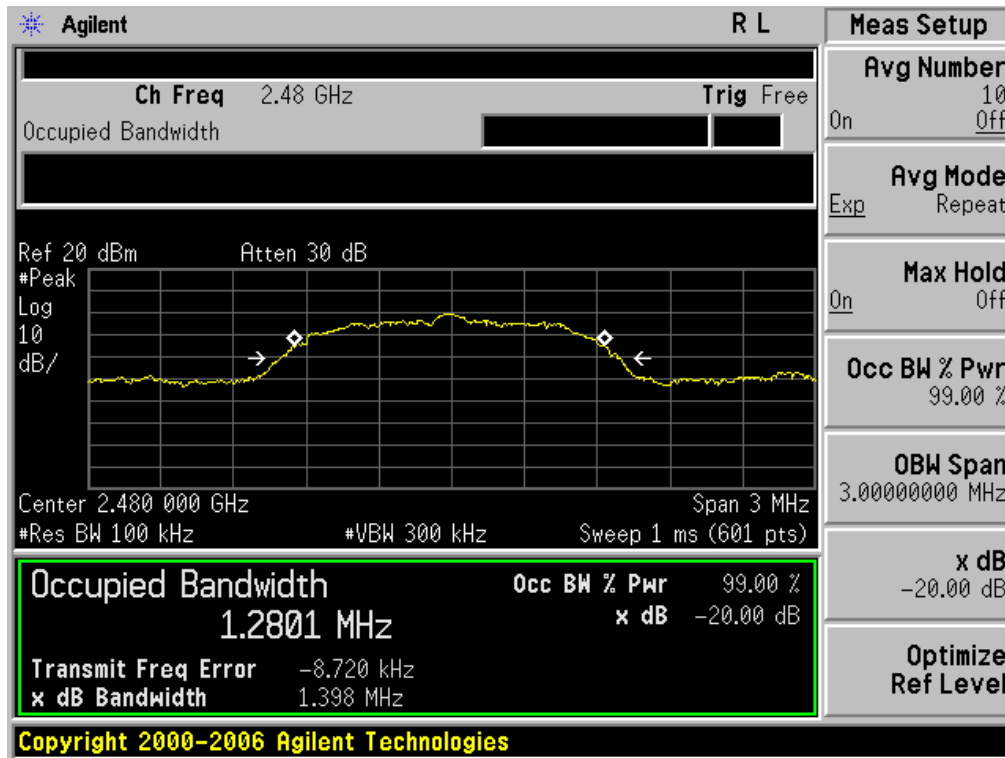 Agilent R L
Ch Freq 2.48 GHz Trig Free
Occupied Bandwidth
Ref 20 dBm Atten 30 dB
#Peak
Log
10
dB/
Center 2.480 000 GHz Span 3 MHz
#Res BW 100 kHz #VBW 300 kHz Sweep 1 ms (601 pts)
Occupied Bandwidth Occ BW % Pwr 99.00 %
1.2801 MHz x dB -20.00 dB
Transmit Freq Error -8.720 kHz
x dB Bandwidth 1.398 MHz
Copyright 2000-2006 Agilent Technologies
Meas Setup
Avg Number
10
On Off
Avg Mode
Exp Repeat
Max Hold
On Off
Occ BW % Pwr
99.00 %
OBW Span
3.00000000 MHz
x dB
-20.00 dB
Optimize
Ref Level